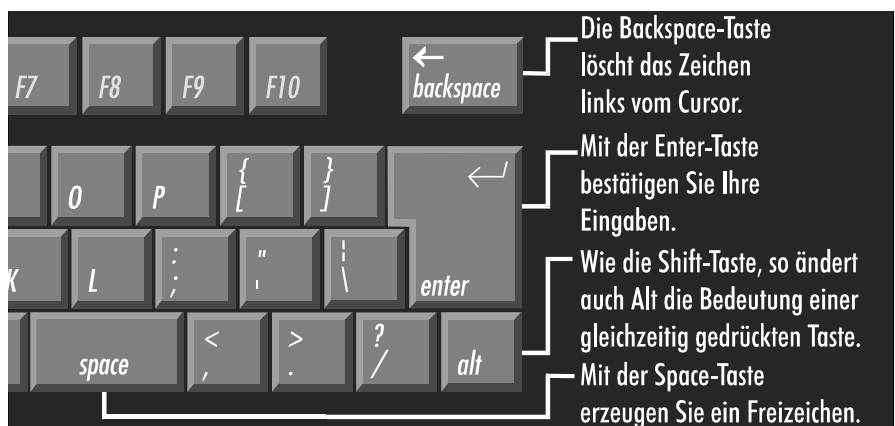 Die Backspace-Taste
löscht das Zeichen
links vom Cursor.
F7 F8 F9 F10 ← backspace
Mit der Enter-Taste
bestätigen Sie Ihre
Eingaben.
O P { [ } ] enter
K L : ; " ' ¦ \
Wie die Shift-Taste, so ändert
auch Alt die Bedeutung einer
gleichzeitig gedrückten Taste.
space < , > . ? / alt
Mit der Space-Taste
erzeugen Sie ein Freizeichen.